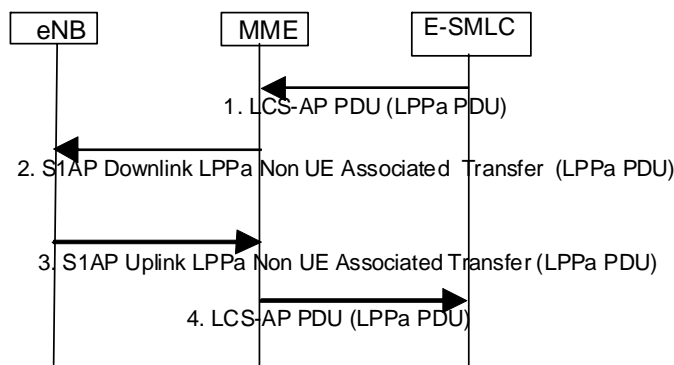 eNB
MME
E-SMLC
1. LCS-AP PDU (LPPa PDU)
2. S1AP Downlink LPPa Non UE Associated Transfer (LPPa PDU)
3. S1AP Uplink LPPa Non UE Associated Transfer (LPPa PDU)
4. LCS-AP PDU (LPPa PDU)